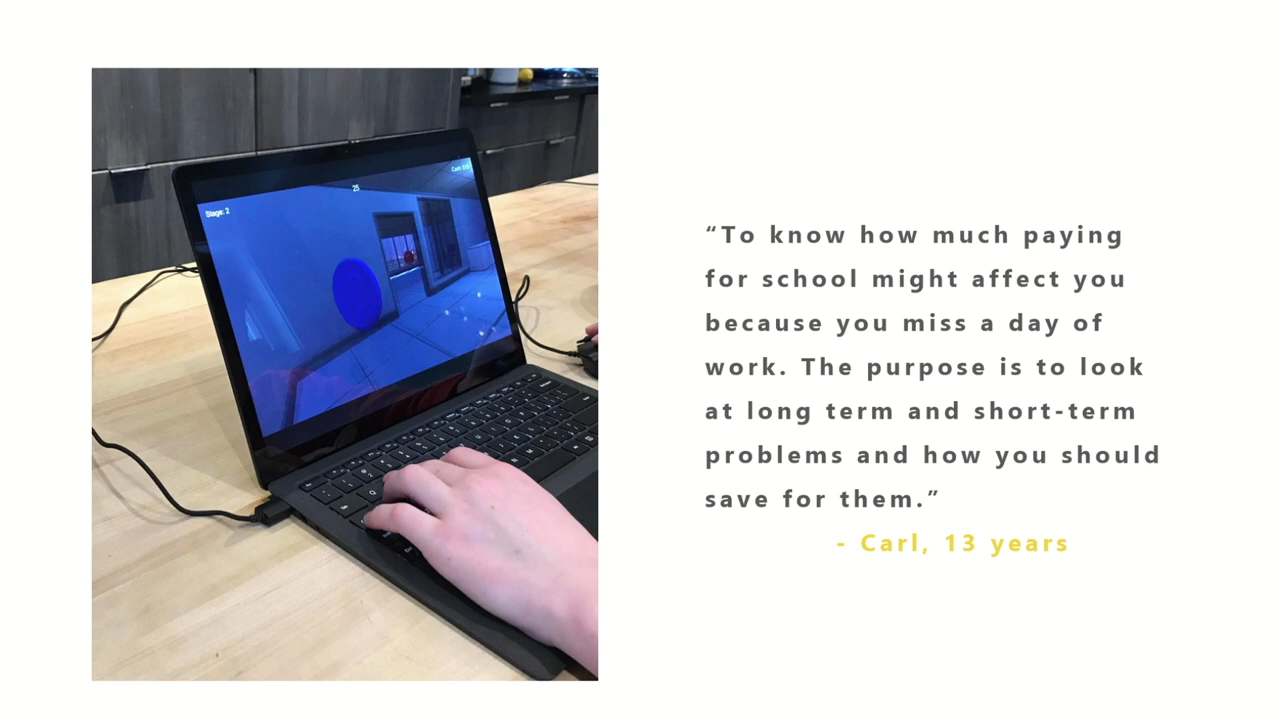 Cash:
25
Stage: 2
“To know how much paying
for school might affect you
because you miss a day of
work. The purpose is to look
at long term and short-term
problems and how you should
save for them.”
- Carl, 13 years